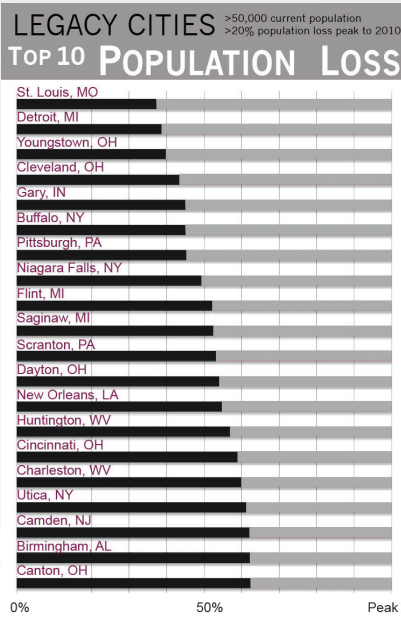 LEGACY CITIES
>50,000 current population
>20% population loss peak to 2010
TOP 10 POPULATION LOSS
St. Louis, MO
Detroit, MI
Youngstown, OH
Cleveland, OH
Gary, IN
Buffalo, NY
Pittsburgh, PA
Niagara Falls, NY
Flint, MI
Saginaw, MI
Scranton, PA
Dayton, OH
New Orleans, LA
Huntington, WV
Cincinnati, OH
Charleston, WV
Utica, NY
Camden, NJ
Birmingham, AL
Canton, OH
0% 50% Peak